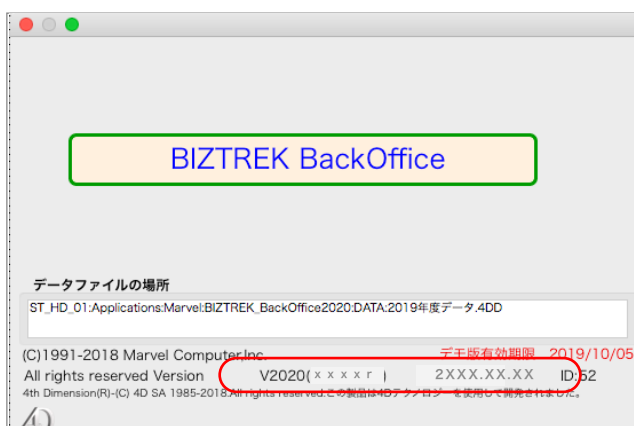 BIZTREK BackOffice
データファイルの場所
ST_HD_01:Applications:Marvel:BIZTREK_BackOffice2020:DATA:2019年度データ.4DD
(C)1991-2018 Marvel Computer,Inc. デモ版有効期限 2019/10/05
All rights reserved Version V2020(xxxxr ) 2XXX.XX.XX ID:52
4th Dimension(R)-(C) 4D SA 1985-2018.All rights reserved.この製品は4Dテクノロジーを使用して開発されました。